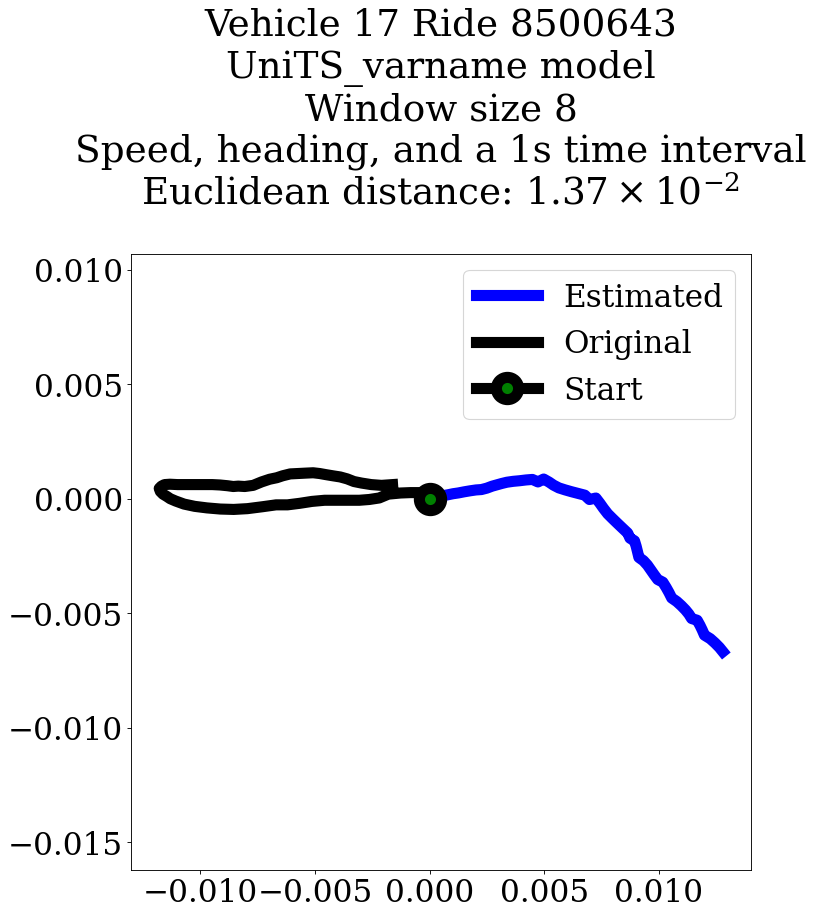 Vehicle 17 Ride 8500643
UniTS_varname model
Window size 8
Speed, heading, and a 1s time interval
Euclidean distance: 1.37 × 10⁻²
0.010
0.005
0.000
−0.005
−0.010
−0.015
Estimated
Original
Start
−0.010 −0.005 0.000 0.005 0.010